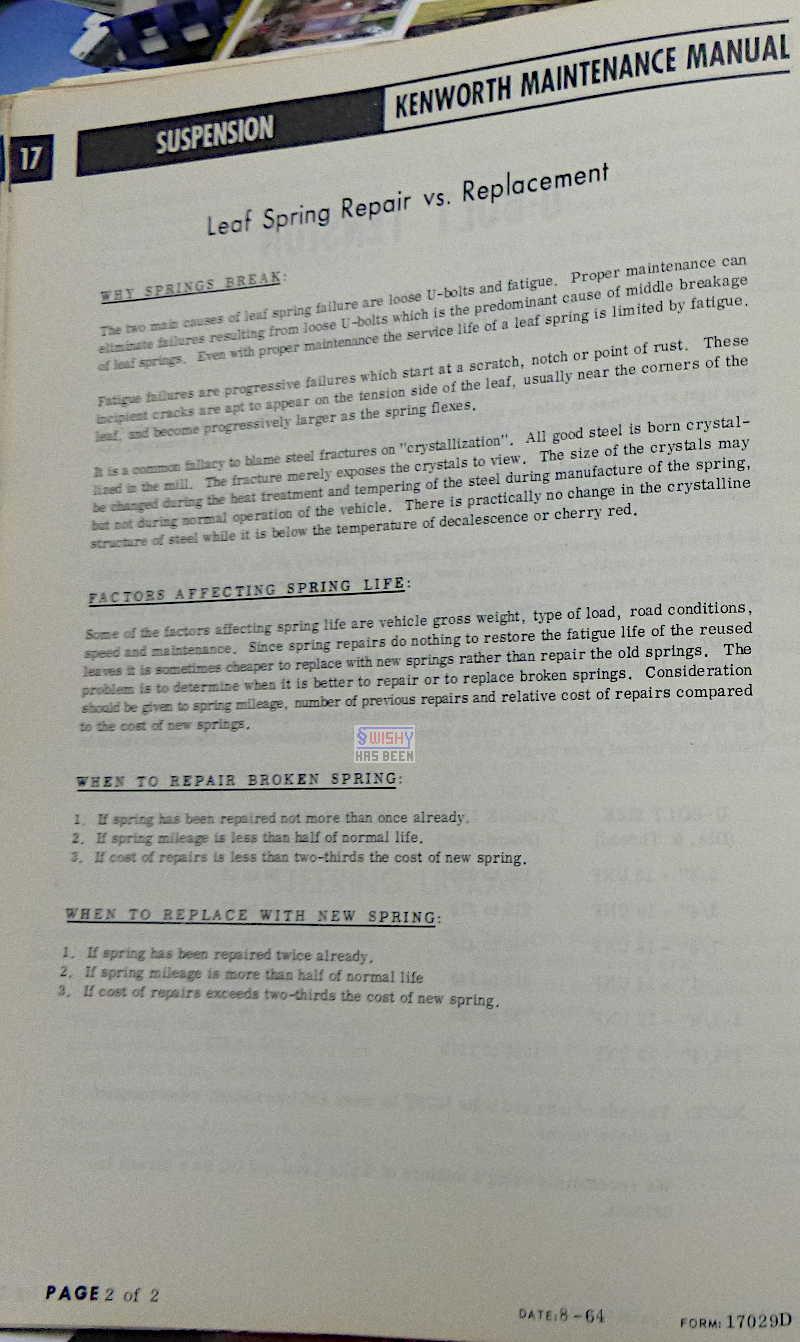 17
SUSPENSION
KENWORTH MAINTENANCE MANUAL
Leaf Spring Repair vs. Replacement
WHY SPRINGS BREAK:
The two main causes of leaf spring failure are loose U-bolts and fatigue. Proper maintenance can
eliminate failures resulting from loose U-bolts which is the predominant cause of middle breakage
of leaf springs. Even with proper maintenance the service life of a leaf spring is limited by fatigue.
Fatigue failures are progressive failures which start at a scratch, notch or point of rust. These
incipient cracks are apt to appear on the tension side of the leaf, usually near the corners of the
leaf, and become progressively larger as the spring flexes.
It is a common fallacy to blame steel fractures on "crystallization". All good steel is born crystal-
lized in the mill. The fracture merely exposes the crystals to view. The size of the crystals may
be changed during the heat treatment and tempering of the steel during manufacture of the spring,
but not during normal operation of the vehicle. There is practically no change in the crystalline
structure of steel while it is below the temperature of decalescence or cherry red.
FACTORS AFFECTING SPRING LIFE:
Some of the factors affecting spring life are vehicle gross weight, type of load, road conditions,
speed and maintenance. Since spring repairs do nothing to restore the fatigue life of the reused
leaves it is sometimes cheaper to replace with new springs rather than repair the old springs. The
problem is to determine when it is better to repair or to replace broken springs. Consideration
should be given to spring mileage, number of previous repairs and relative cost of repairs compared
to the cost of new springs.
SWISHY
HAS BEEN
WHEN TO REPAIR BROKEN SPRING:
1. If spring has been repaired not more than once already.
2. If spring mileage is less than half of normal life.
3. If cost of repairs is less than two-thirds the cost of new spring.
WHEN TO REPLACE WITH NEW SPRING:
1. If spring has been repaired twice already.
2. If spring mileage is more than half of normal life
3. If cost of repairs exceeds two-thirds the cost of new spring.
PAGE 2 of 2
DATE: 8-64
FORM: 17029D